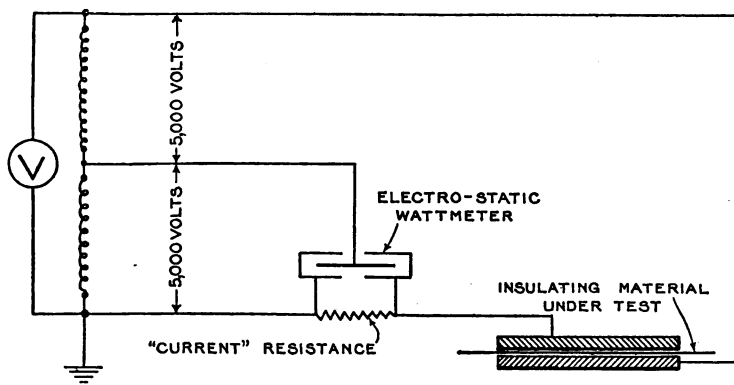 5,000 VOLTS
V
5,000 VOLTS
ELECTRO-STATIC
WATTMETER
INSULATING MATERIAL
UNDER TEST
"CURRENT" RESISTANCE